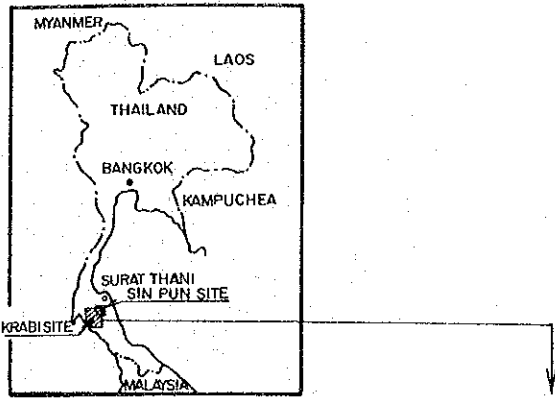 MYANMER
LAOS
THAILAND
BANGKOK
KAMPUCHEA
SURAT THANI
SIN PUN SITE
KRABI SITE
MALAYSIA